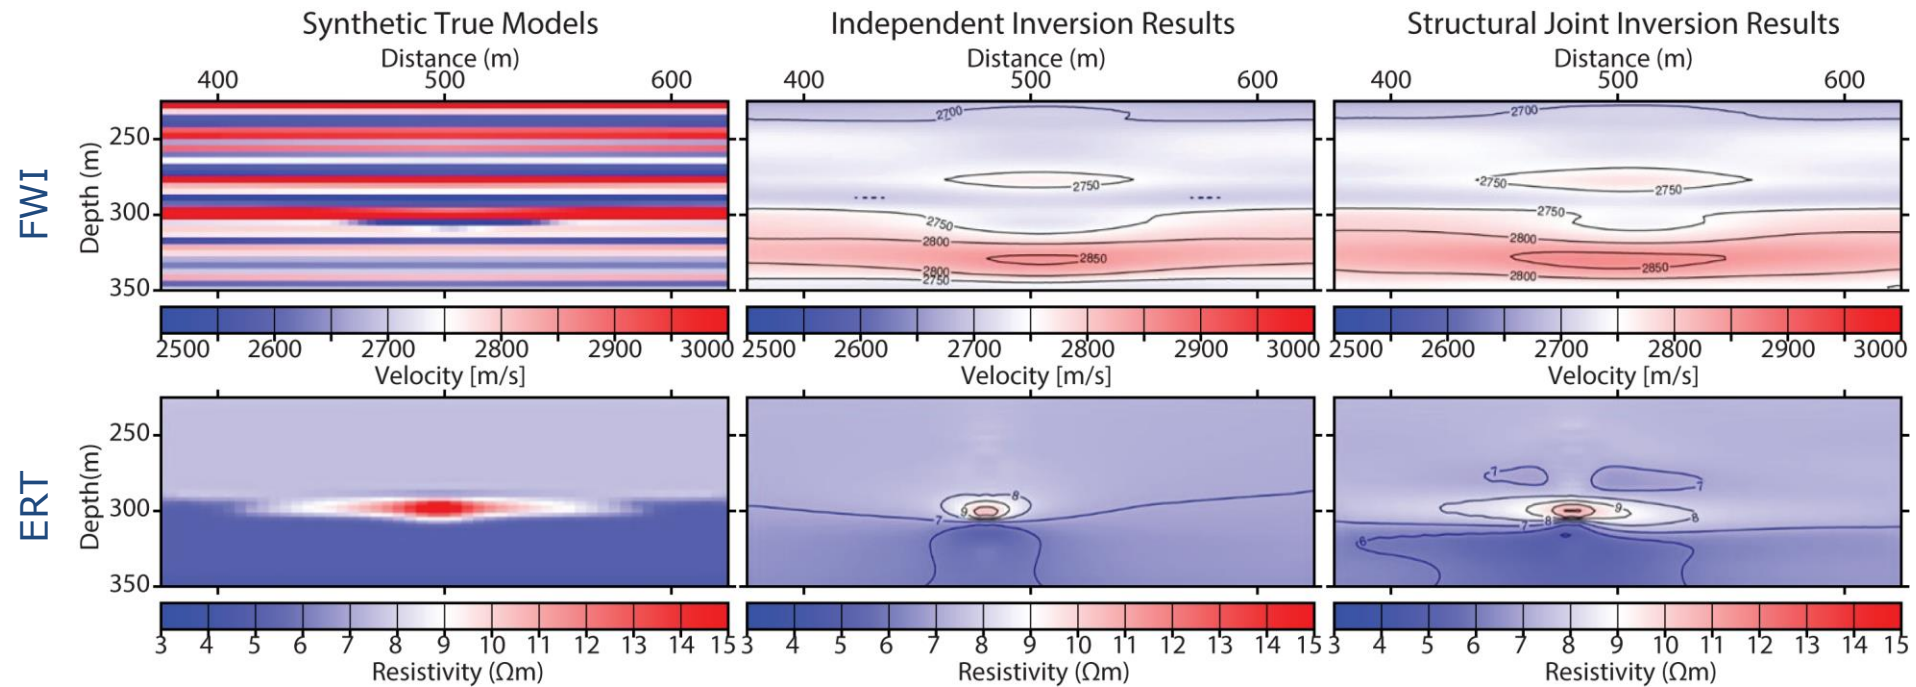 Synthetic True Models
Independent Inversion Results
Structural Joint Inversion Results
Distance (m)
Distance (m)
Distance (m)
400 500 600
400 500 600
400 500 600
FWI
Depth (m)
250
300
350
2700
2750
2750
2800
2850
2800
2750
2700
2750
2750
2750
2800
2850
2800
2500 2600 2700 2800 2900 3000
2500 2600 2700 2800 2900 3000
2500 2600 2700 2800 2900 3000
Velocity [m/s]
Velocity [m/s]
Velocity [m/s]
ERT
Depth(m)
250
300
350
8
9
7
7
7
9
8
7
8
6
3 4 5 6 7 8 9 10 11 12 13 14 15
3 4 5 6 7 8 9 10 11 12 13 14 15
3 4 5 6 7 8 9 10 11 12 13 14 15
Resistivity (Ωm)
Resistivity (Ωm)
Resistivity (Ωm)